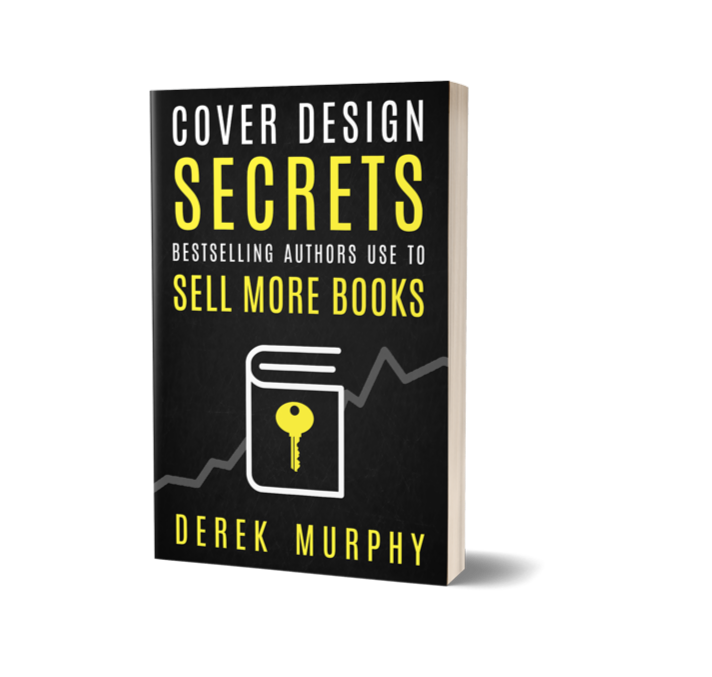 COVER DESIGN
SECRETS
BESTSELLING AUTHORS USE TO
SELL MORE BOOKS
DEREK MURPHY